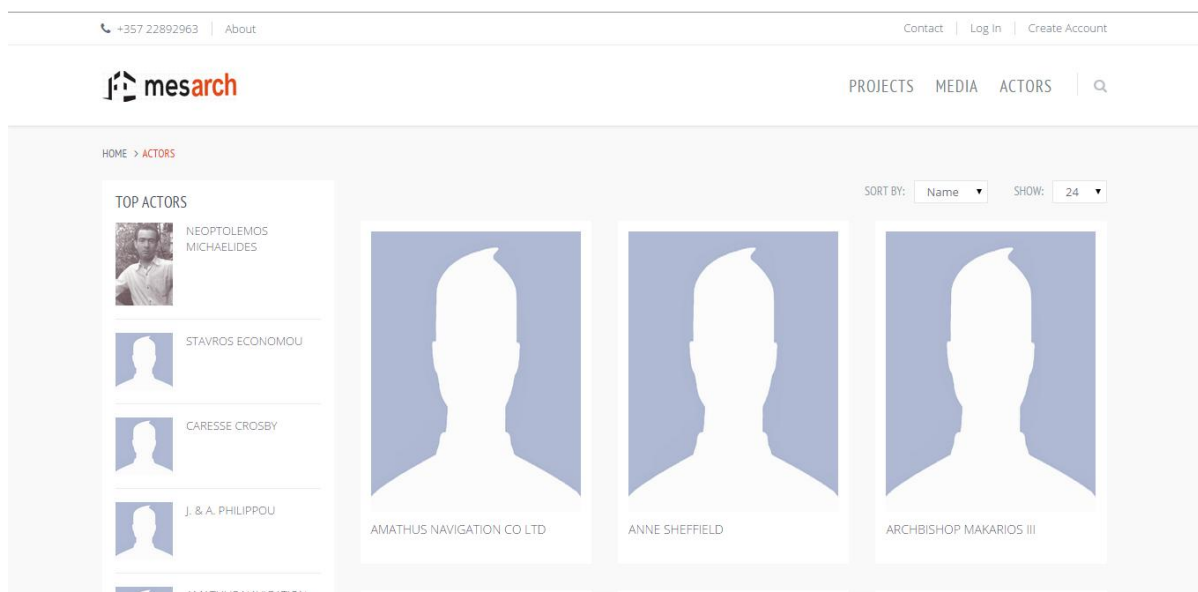 +357 22892963 About Contact Log In Create Account
mesarch PROJECTS MEDIA ACTORS
HOME > ACTORS
SORT BY: Name SHOW: 24
TOP ACTORS
NEOPTOLEMOS
MICHAELIDES
STAVROS ECONOMOU
CARESSE CROSBY
J. & A. PHILIPPOU
AMATHUS NAVIGATION CO LTD
ANNE SHEFFIELD
ARCHBISHOP MAKARIOS III